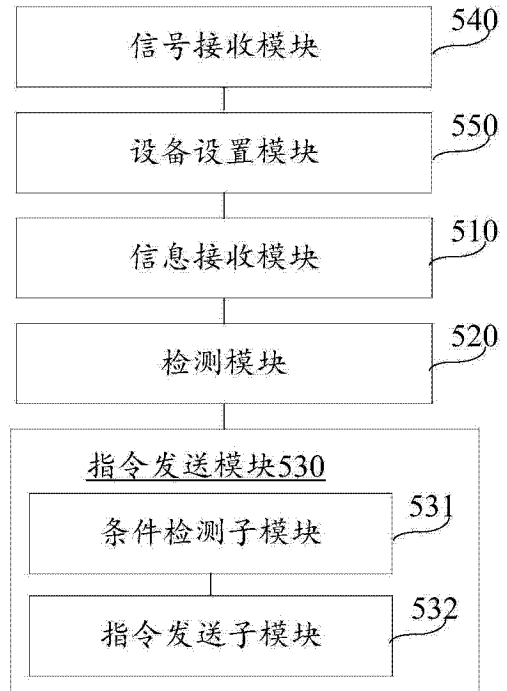 信号接收模块
540
设备设置模块
550
信息接收模块
510
检测模块
520
指令发送模块530
条件检测子模块
531
指令发送子模块
532